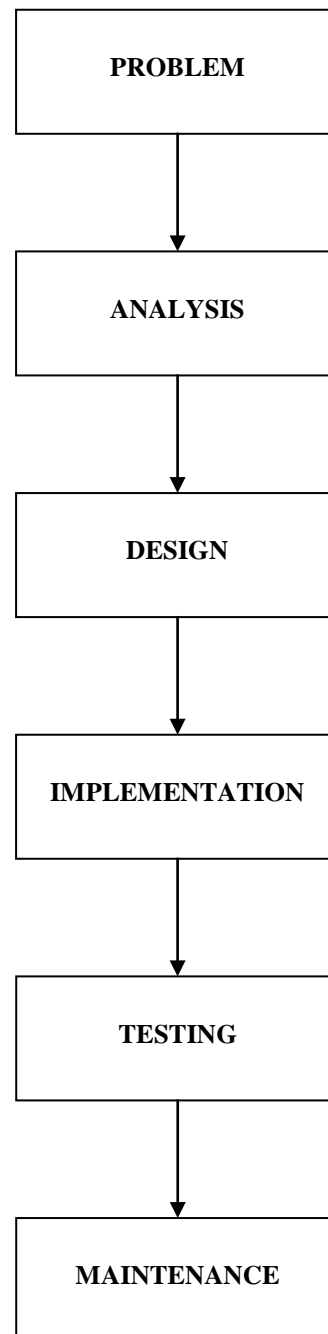 PROBLEM
ANALYSIS
DESIGN
IMPLEMENTATION
TESTING
MAINTENANCE